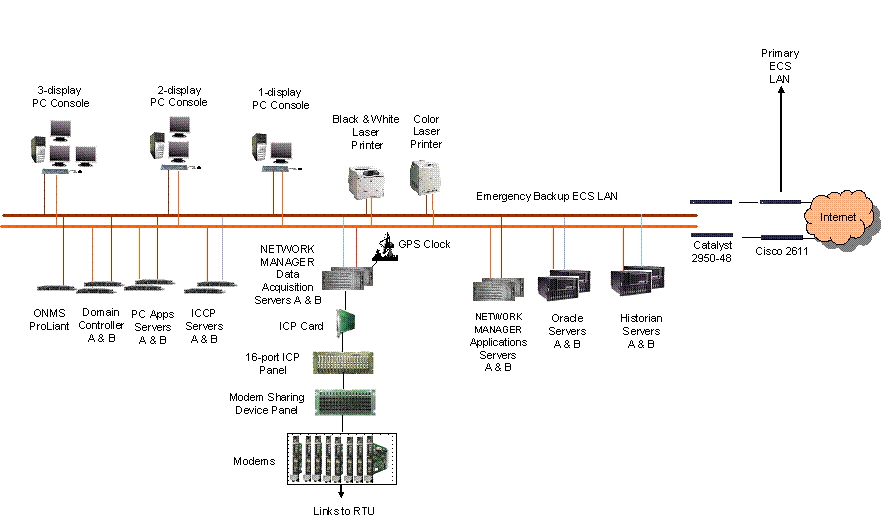 Primary
ECS
LAN
3-display
PC Console
2-display
PC Console
1-display
PC Console
Black & White
Laser
Printer
Color
Laser
Printer
Emergency Backup ECS LAN
Internet
Catalyst
2950-48
Cisco 2611
GPS Clock
NETWORK
MANAGER
Data
Acquisition
Servers A & B
ONMS
ProLiant
Domain
Controller
A & B
PC Apps
Servers
A & B
ICCP
Servers
A & B
NETWORK
MANAGER
Applications
Servers
A & B
Oracle
Servers
A & B
Historian
Servers
A & B
ICP Card
16-port ICP
Panel
Modem Sharing
Device Panel
Modems
Links to RTU